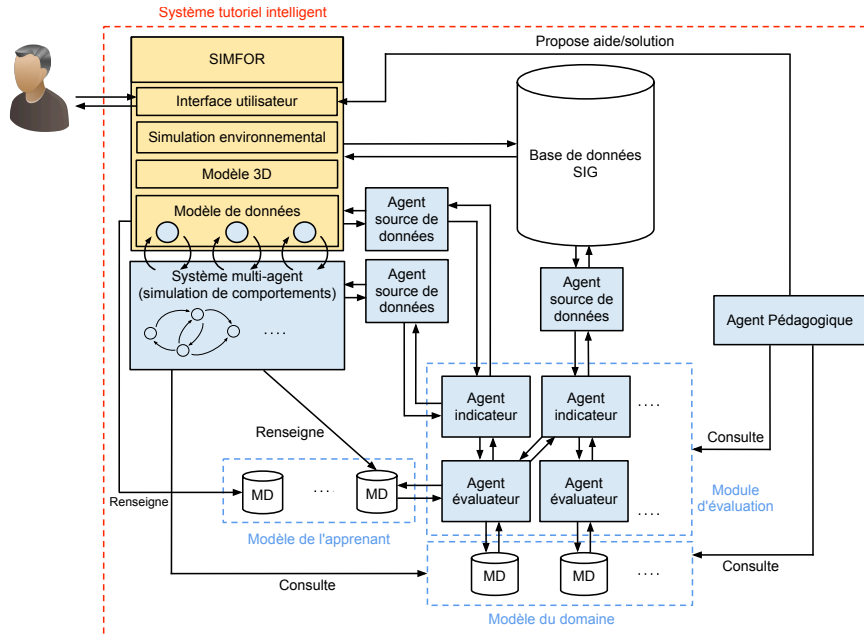 Système tutoriel intelligent
SIMFOR
Propose aide/solution
Interface utilisateur
Simulation environnemental
Base de données
SIG
Modèle 3D
Modèle de données
Agent
source de
données
Système multi-agent
(simulation de comportements)
....
Agent
source de
données
Agent
source de
données
Agent Pédagogique
Agent
indicateur
Agent
indicateur
....
Renseigne
Consulte
Renseigne
MD
....
MD
Agent
évaluateur
Agent
évaluateur
....
Module
d'évaluation
Modèle de l'apprenant
Consulte
MD
MD
....
Consulte
Modèle du domaine